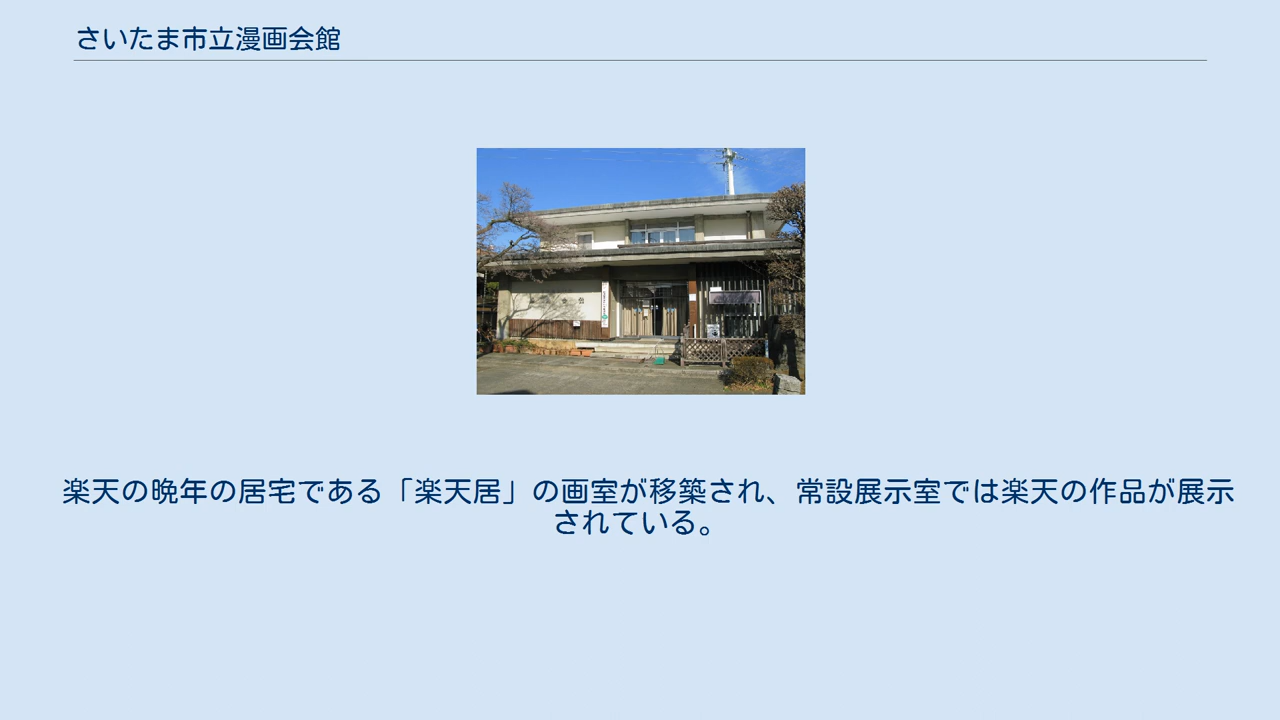 さいたま市立漫画会館
楽天の晩年の居宅である「楽天居」の画室が移築され、常設展示室では楽天の作品が展示
されている。